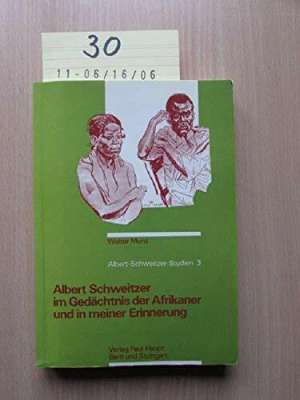 30
11-06/16/06
Walter Munz
Albert-Schweitzer-Studien 3
Albert Schweitzer
im Gedächtnis der Afrikaner
und in meiner Erinnerung
Verlag Paul Haupt
Bern und Stuttgart